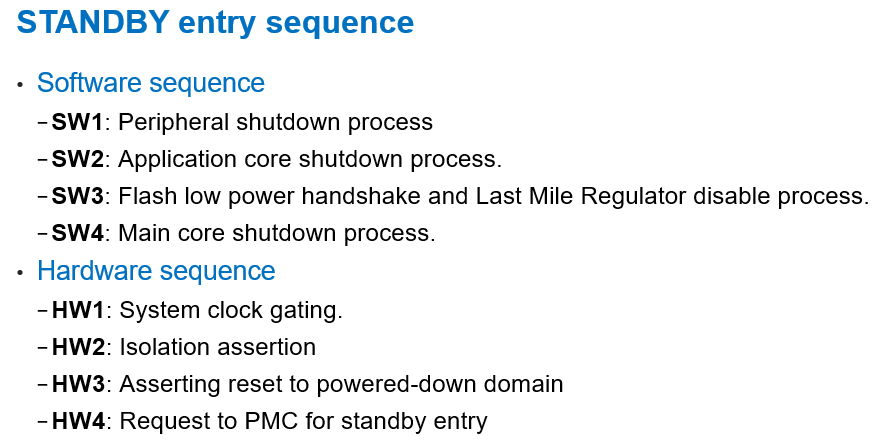 STANDBY entry sequence
• Software sequence
–SW1: Peripheral shutdown process
–SW2: Application core shutdown process.
–SW3: Flash low power handshake and Last Mile Regulator disable process.
–SW4: Main core shutdown process.
• Hardware sequence
–HW1: System clock gating.
–HW2: Isolation assertion
–HW3: Asserting reset to powered-down domain
–HW4: Request to PMC for standby entry